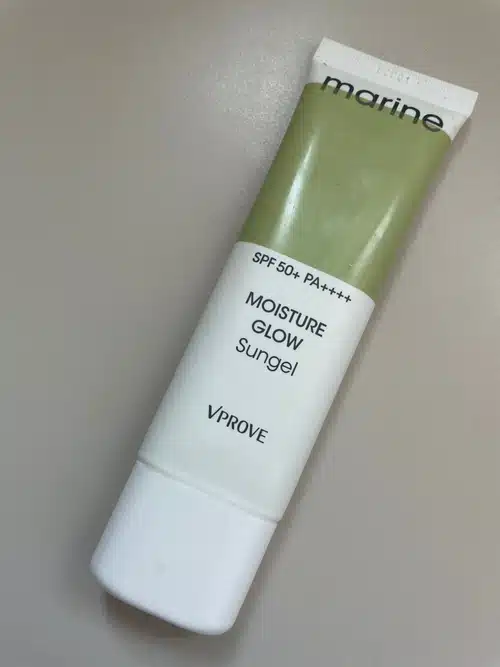 marine
SPF 50+ PA++++
MOISTURE
GLOW
Sungel
VPROVE